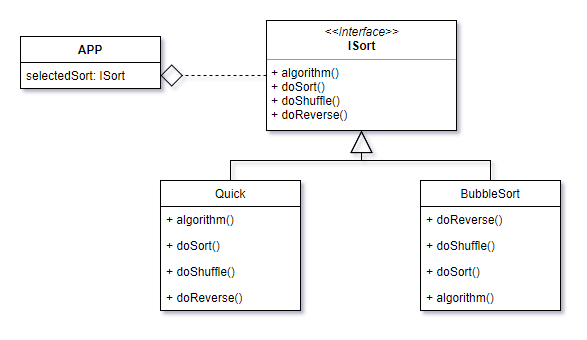 APP
selectedSort: ISort
<<Interface>>
ISort
+ algorithm()
+ doSort()
+ doShuffle()
+ doReverse()
Quick
+ algorithm()
+ doSort()
+ doShuffle()
+ doReverse()
BubbleSort
+ doReverse()
+ doShuffle()
+ doSort()
+ algorithm()